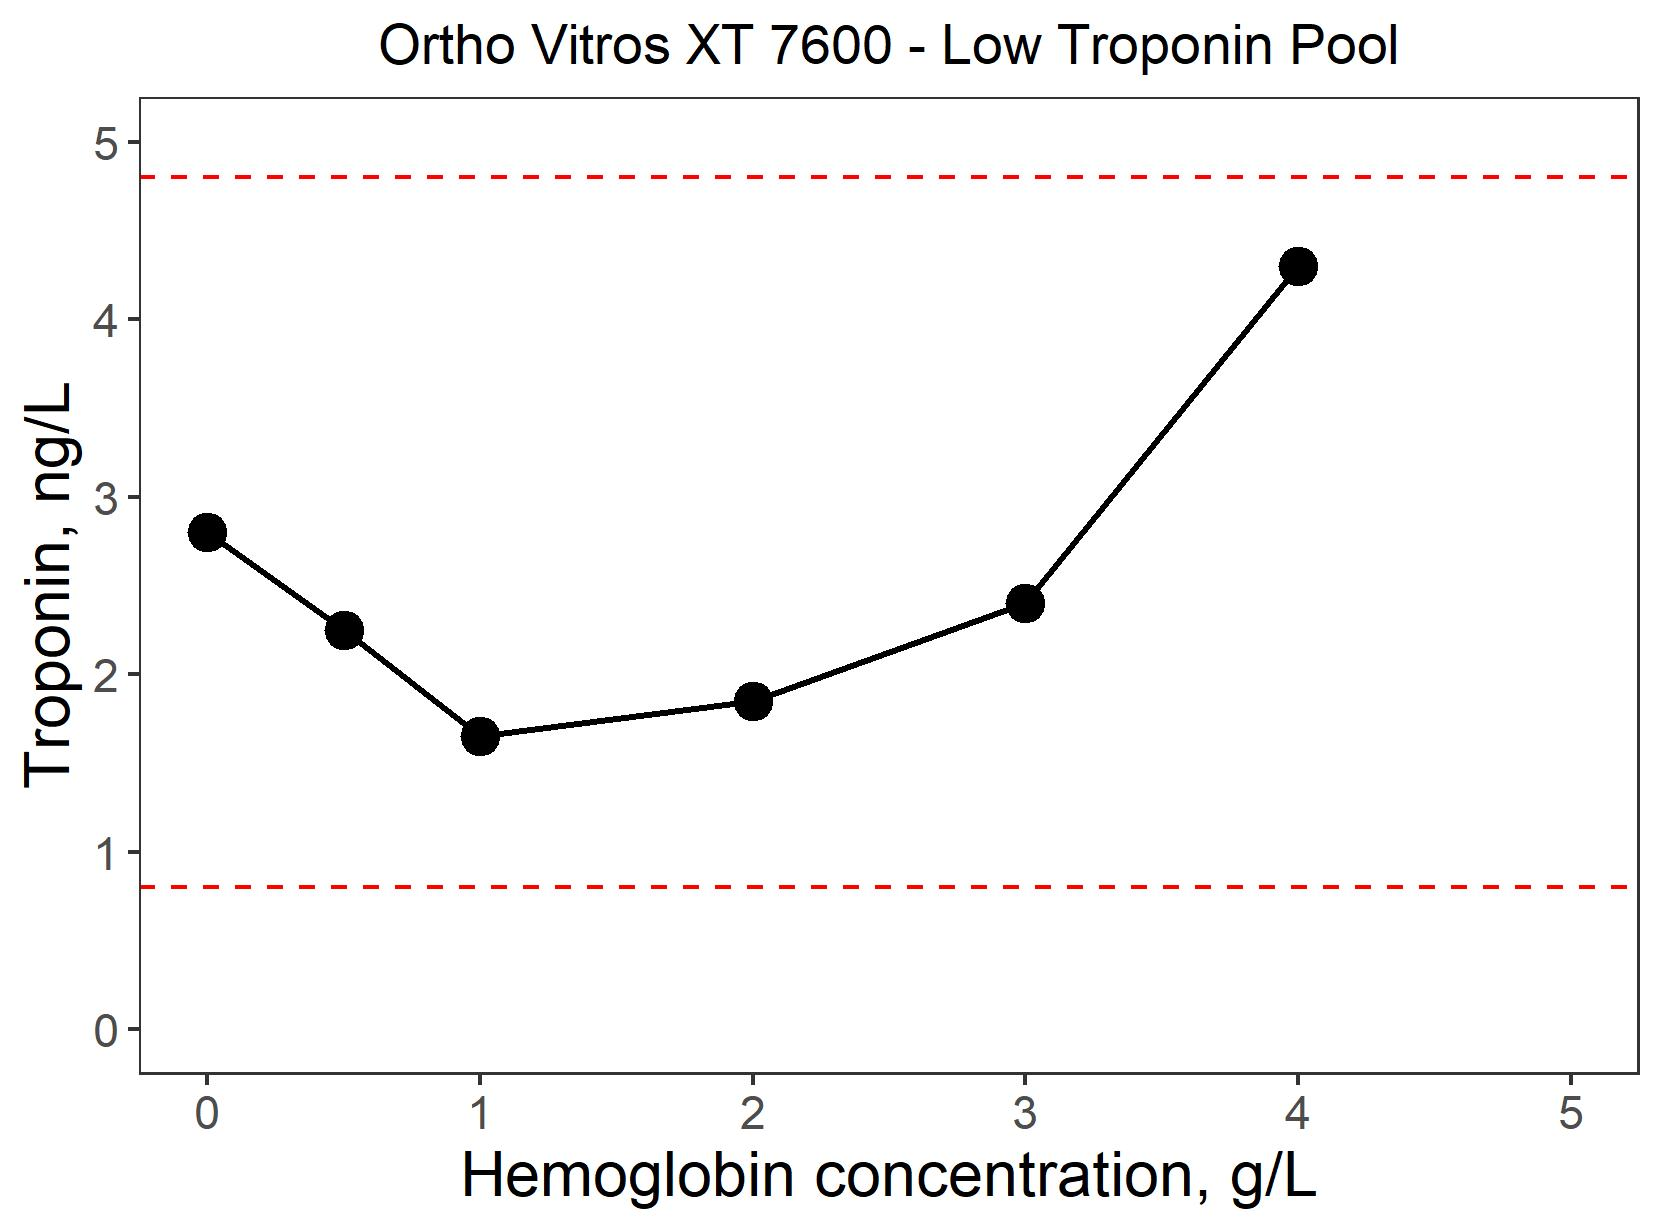 Ortho Vitros XT 7600 - Low Troponin Pool
Troponin, ng/L
5
4
3
2
1
0
0 1 2 3 4 5
Hemoglobin concentration, g/L